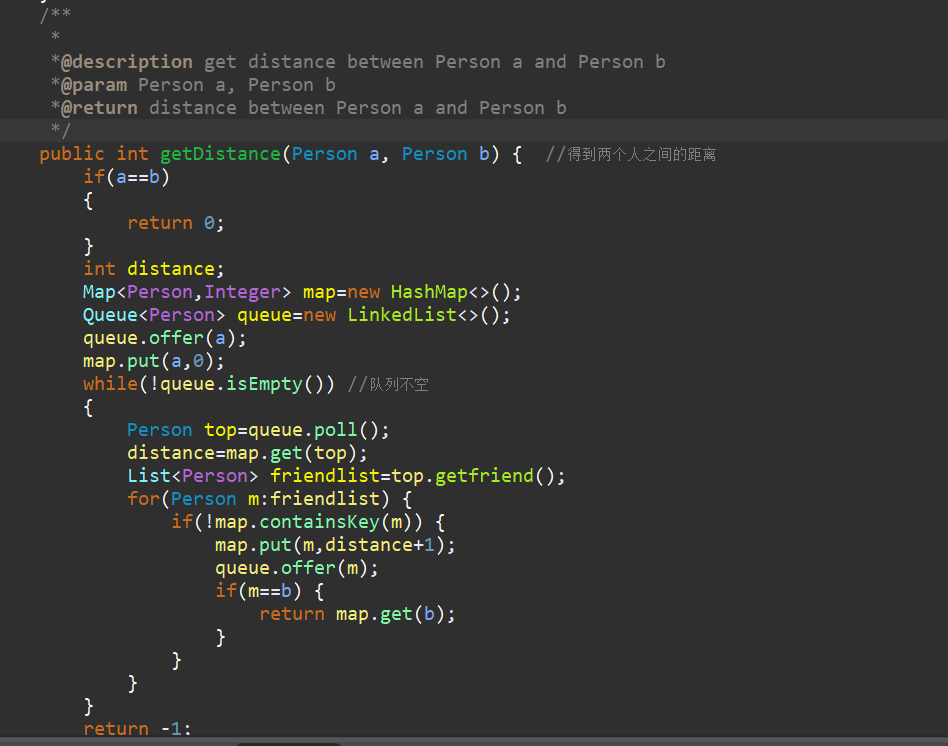 /**
 *
 *@description get distance between Person a and Person b
 *@param Person a, Person b
 *@return distance between Person a and Person b
 */
public int getDistance(Person a, Person b) {  //得到两个人之间的距离
    if(a==b)
    {
        return 0;
    }
    int distance;
    Map<Person,Integer> map=new HashMap<>();
    Queue<Person> queue=new LinkedList<>();
    queue.offer(a);
    map.put(a,0);
    while(!queue.isEmpty()) //队列不空
    {
        Person top=queue.poll();
        distance=map.get(top);
        List<Person> friendlist=top.getfriend();
        for(Person m:friendlist) {
            if(!map.containsKey(m)) {
                map.put(m,distance+1);
                queue.offer(m);
                if(m==b) {
                    return map.get(b);
                }
            }
        }
    }
    return -1;